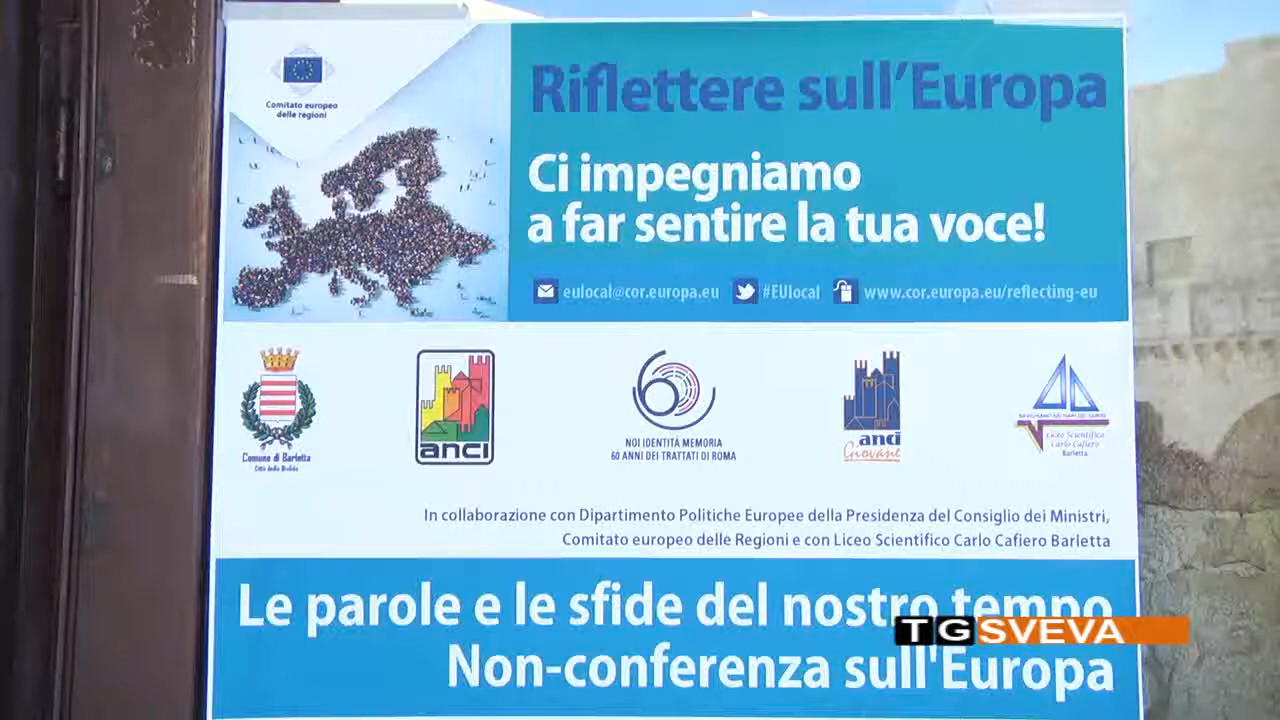 Comitato europeo
delle regioni
Riflettere sull'Europa
Ci impegniamo
a far sentire la tua voce!
eulocal@cor.europa.eu #EUlocal www.cor.europa.eu/reflecting-eu
Comune di Barletta
Città della Disfida
anci
60
NOI IDENTITÀ MEMORIA
60 ANNI DEI TRATTATI DI ROMA
anci
Giovane
Liceo Scientifico
Carlo Cafiero
Barletta
In collaborazione con Dipartimento Politiche Europee della Presidenza del Consiglio dei Ministri,
Comitato europeo delle Regioni e con Liceo Scientifico Carlo Cafiero Barletta
Le parole e le sfide del nostro tempo
TGSVEVA
Non-conferenza sull'Europa